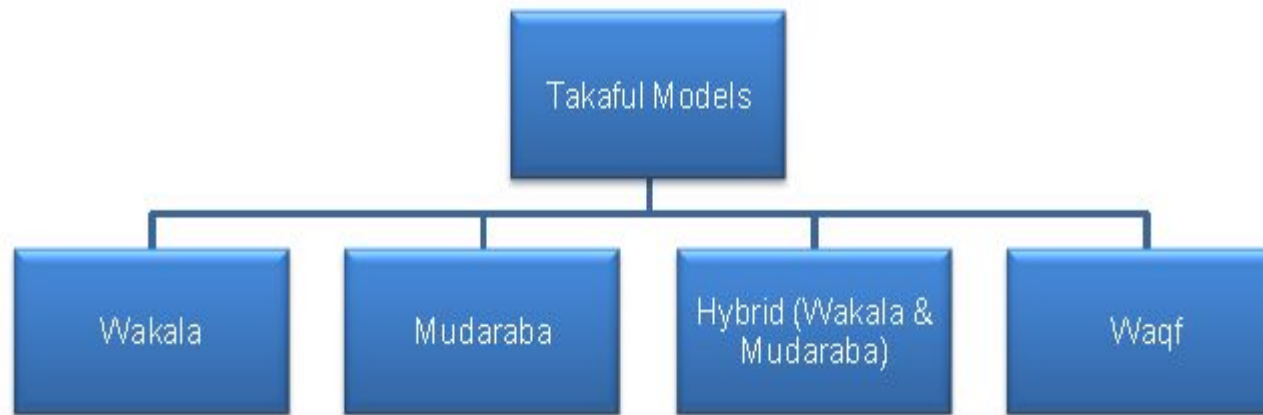 Takaful Models
Wakala
Mudaraba
Hybrid (Wakala &
Mudaraba)
Waqf